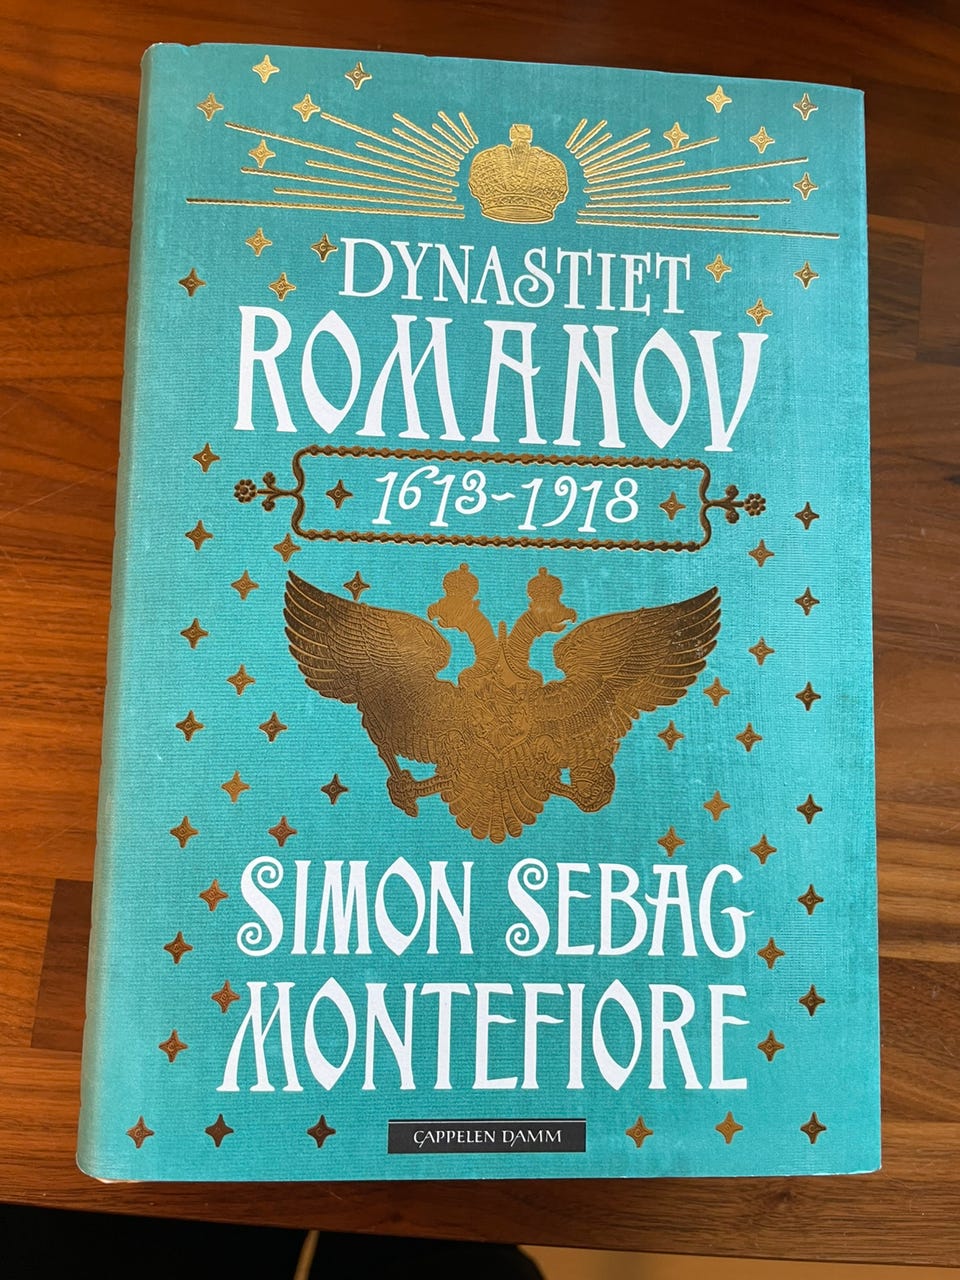 DYNASTIET
ROMANOV
1613-1918
SIMON SEBAG
MONTEFIORE
CAPPELEN DAMM